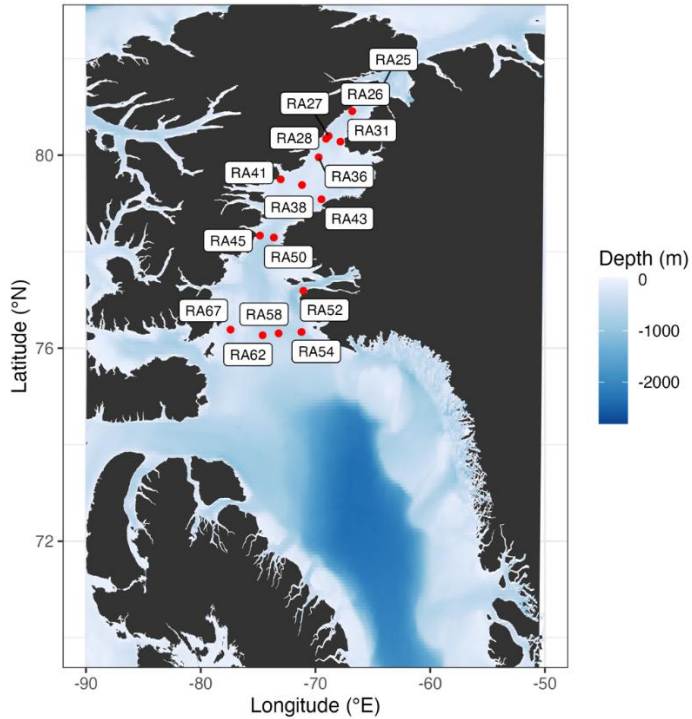 RA25
RA26
RA27
RA31
RA28
RA41
RA36
RA38
RA43
RA45
RA50
RA67
RA58
RA52
RA62
RA54
80
76
72
Latitude (°N)
-90
-80
-70
-60
-50
Longitude (°E)
Depth (m)
0
-1000
-2000